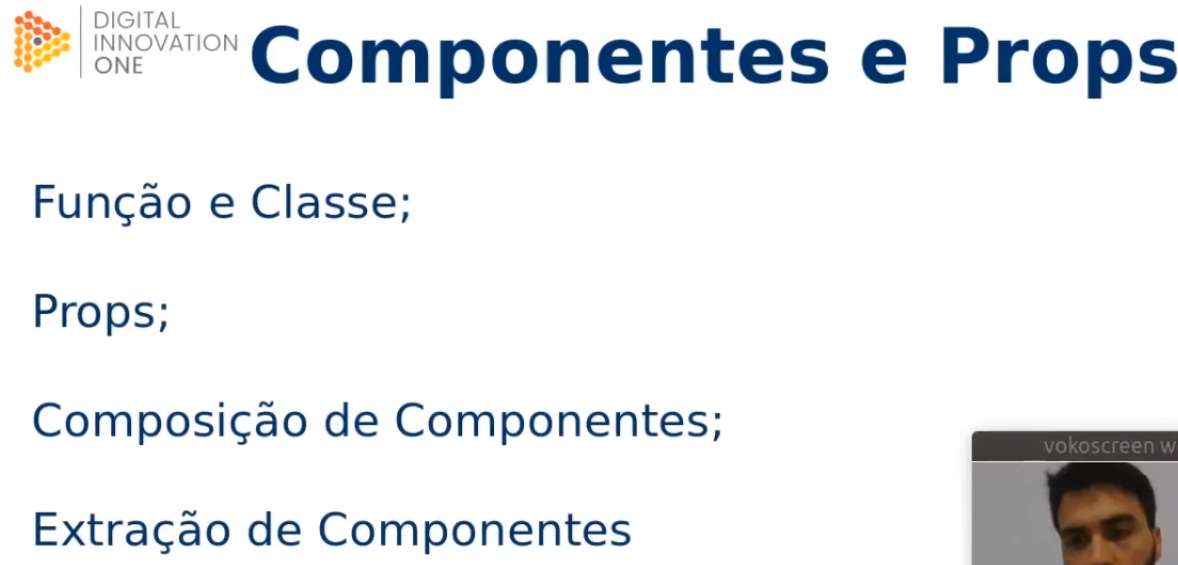 DIGITAL
INNOVATION
ONE
Componentes e Props
Função e Classe;
Props;
Composição de Componentes;
Extração de Componentes
vokoscreen w